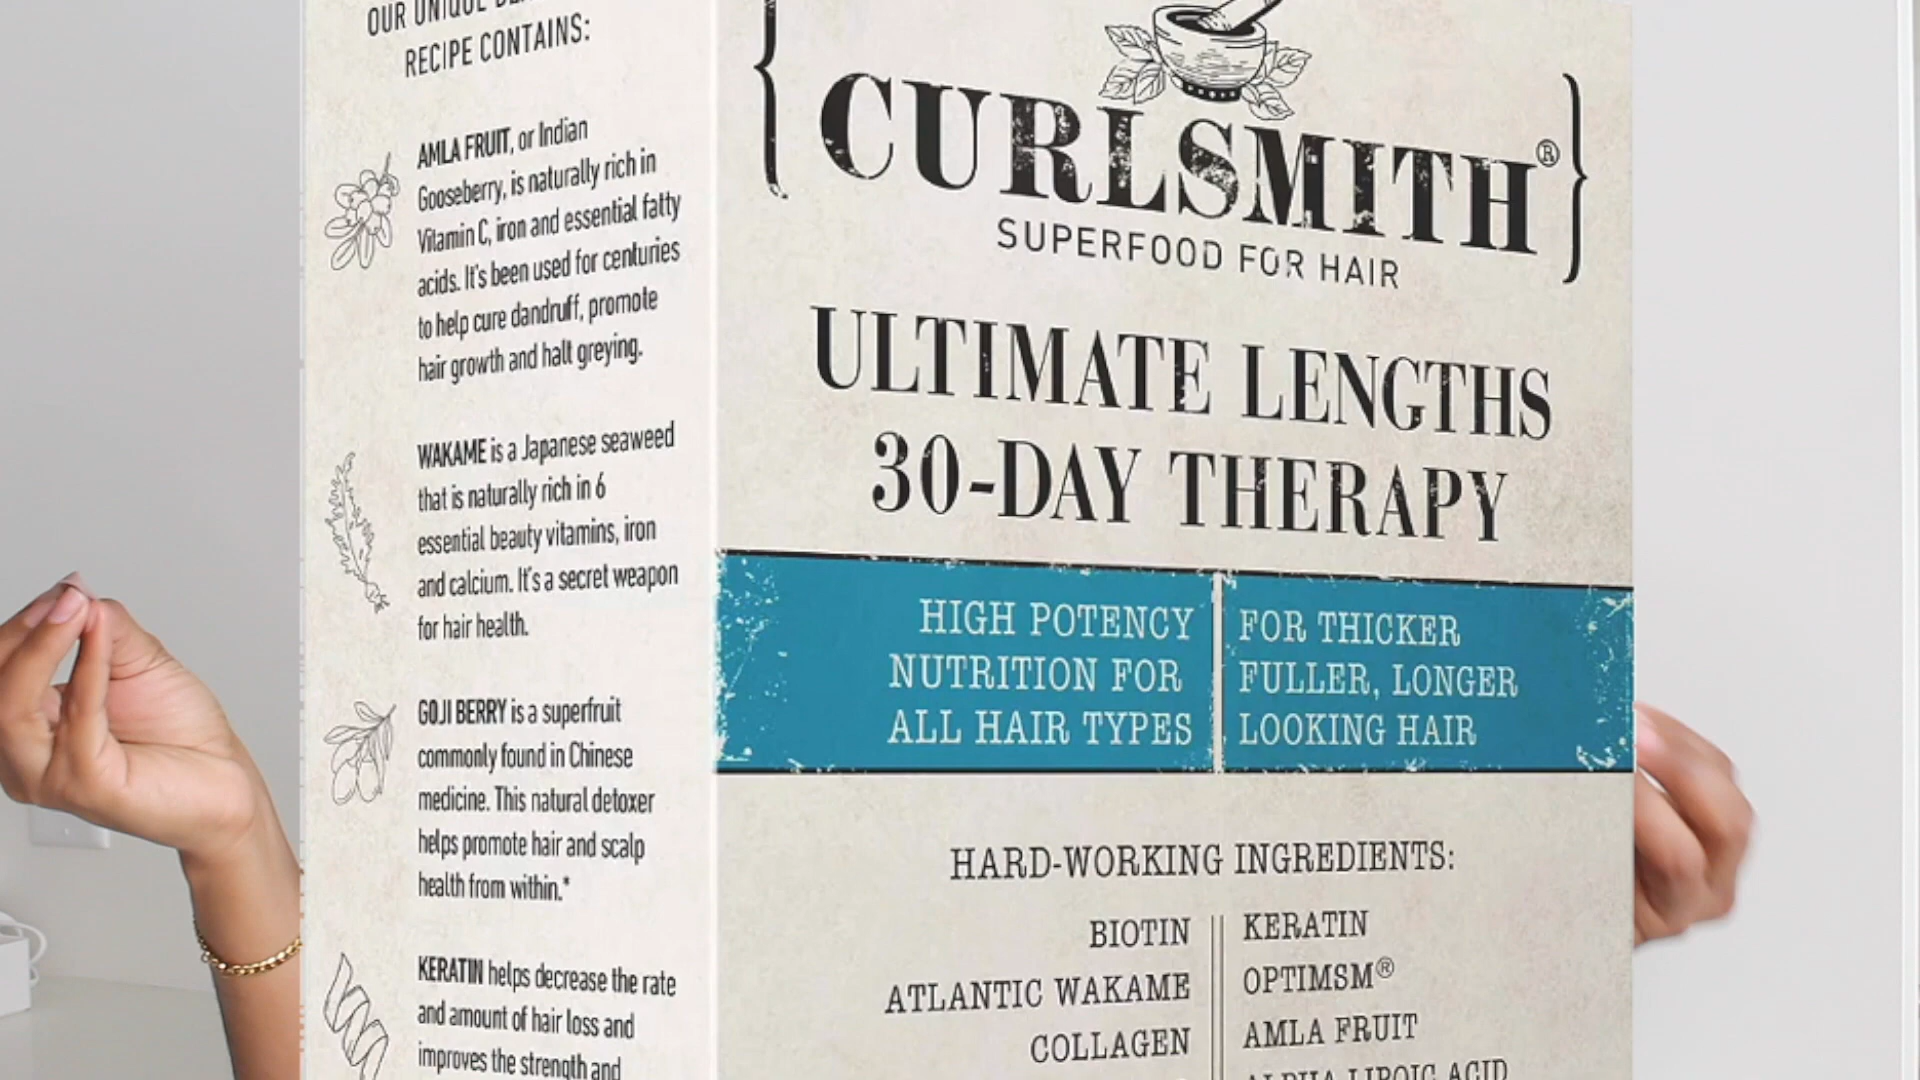 OUR UNIQUE
RECIPE CONTAINS:
AMLA FRUIT, or Indian
Gooseberry, is naturally rich in
Vitamin C, iron and essential fatty
acids. It's been used for centuries
to help cure dandruff, promote
hair growth and halt greying.
WAKAME is a Japanese seaweed
that is naturally rich in 6
essential beauty vitamins, iron
and calcium. It's a secret weapon
for hair health.
GOJI BERRY is a superfruit
commonly found in Chinese
medicine. This natural detoxer
helps promote hair and scalp
health from within.*
KERATIN helps decrease the rate
and amount of hair loss and
improves the strength and
CURLSMITH®
SUPERFOOD FOR HAIR
ULTIMATE LENGTHS
30-DAY THERAPY
HIGH POTENCY
NUTRITION FOR
ALL HAIR TYPES
FOR THICKER
FULLER, LONGER
LOOKING HAIR
HARD-WORKING INGREDIENTS:
BIOTIN
ATLANTIC WAKAME
COLLAGEN
KERATIN
OPTIMSM®
AMLA FRUIT
ALPHA LIPOIC ACID